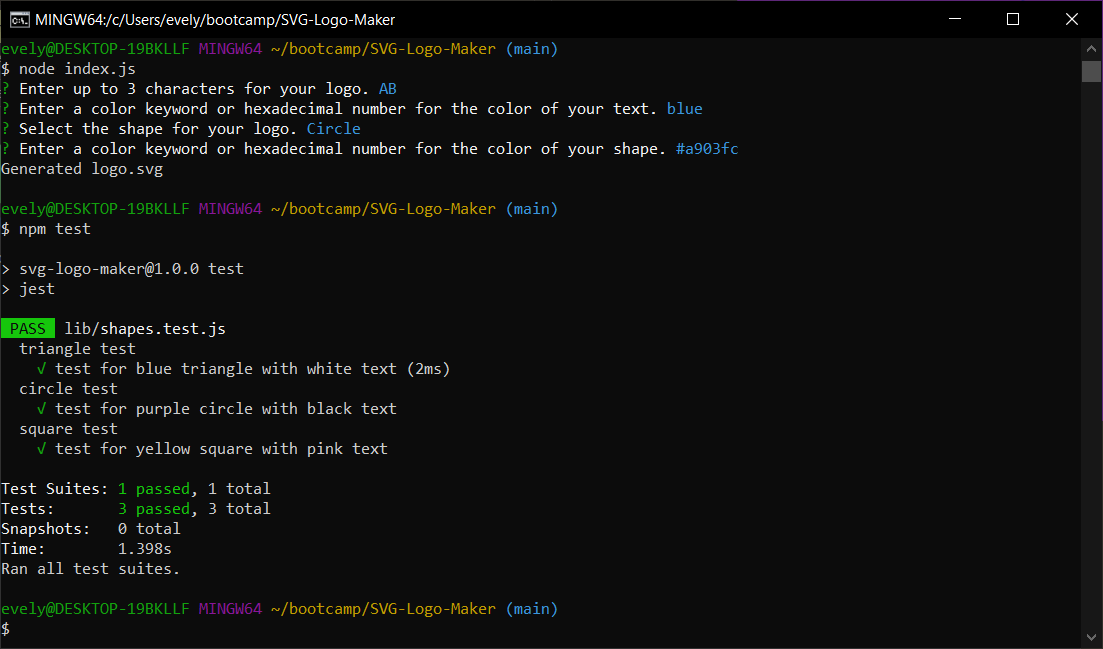 MINGW64:/c/Users/evely/bootcamp/SVG-Logo-Maker
evely@DESKTOP-19BKLLF MINGW64 ~/bootcamp/SVG-Logo-Maker (main)
$ node index.js
? Enter up to 3 characters for your logo. AB
? Enter a color keyword or hexadecimal number for the color of your text. blue
? Select the shape for your logo. Circle
? Enter a color keyword or hexadecimal number for the color of your shape. #a903fc
Generated logo.svg
evely@DESKTOP-19BKLLF MINGW64 ~/bootcamp/SVG-Logo-Maker (main)
$ npm test
> svg-logo-maker@1.0.0 test
> jest
PASS lib/shapes.test.js
triangle test
√ test for blue triangle with white text (2ms)
circle test
√ test for purple circle with black text
square test
√ test for yellow square with pink text
Test Suites: 1 passed, 1 total
Tests: 3 passed, 3 total
Snapshots: 0 total
Time: 1.398s
Ran all test suites.
evely@DESKTOP-19BKLLF MINGW64 ~/bootcamp/SVG-Logo-Maker (main)
$